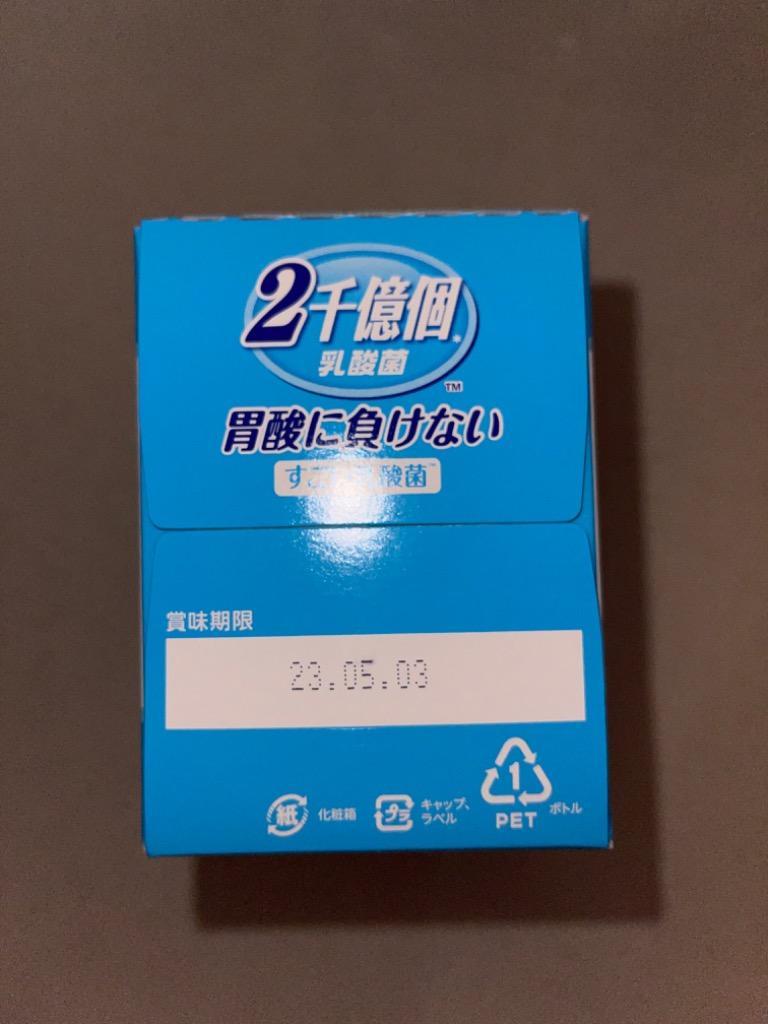 2千億個*
乳酸菌
TM
胃酸に負けない
賞味期限
23.05.03
紙
化粧箱
プラ
キャップ、
ラベル
1
PET
ボトル